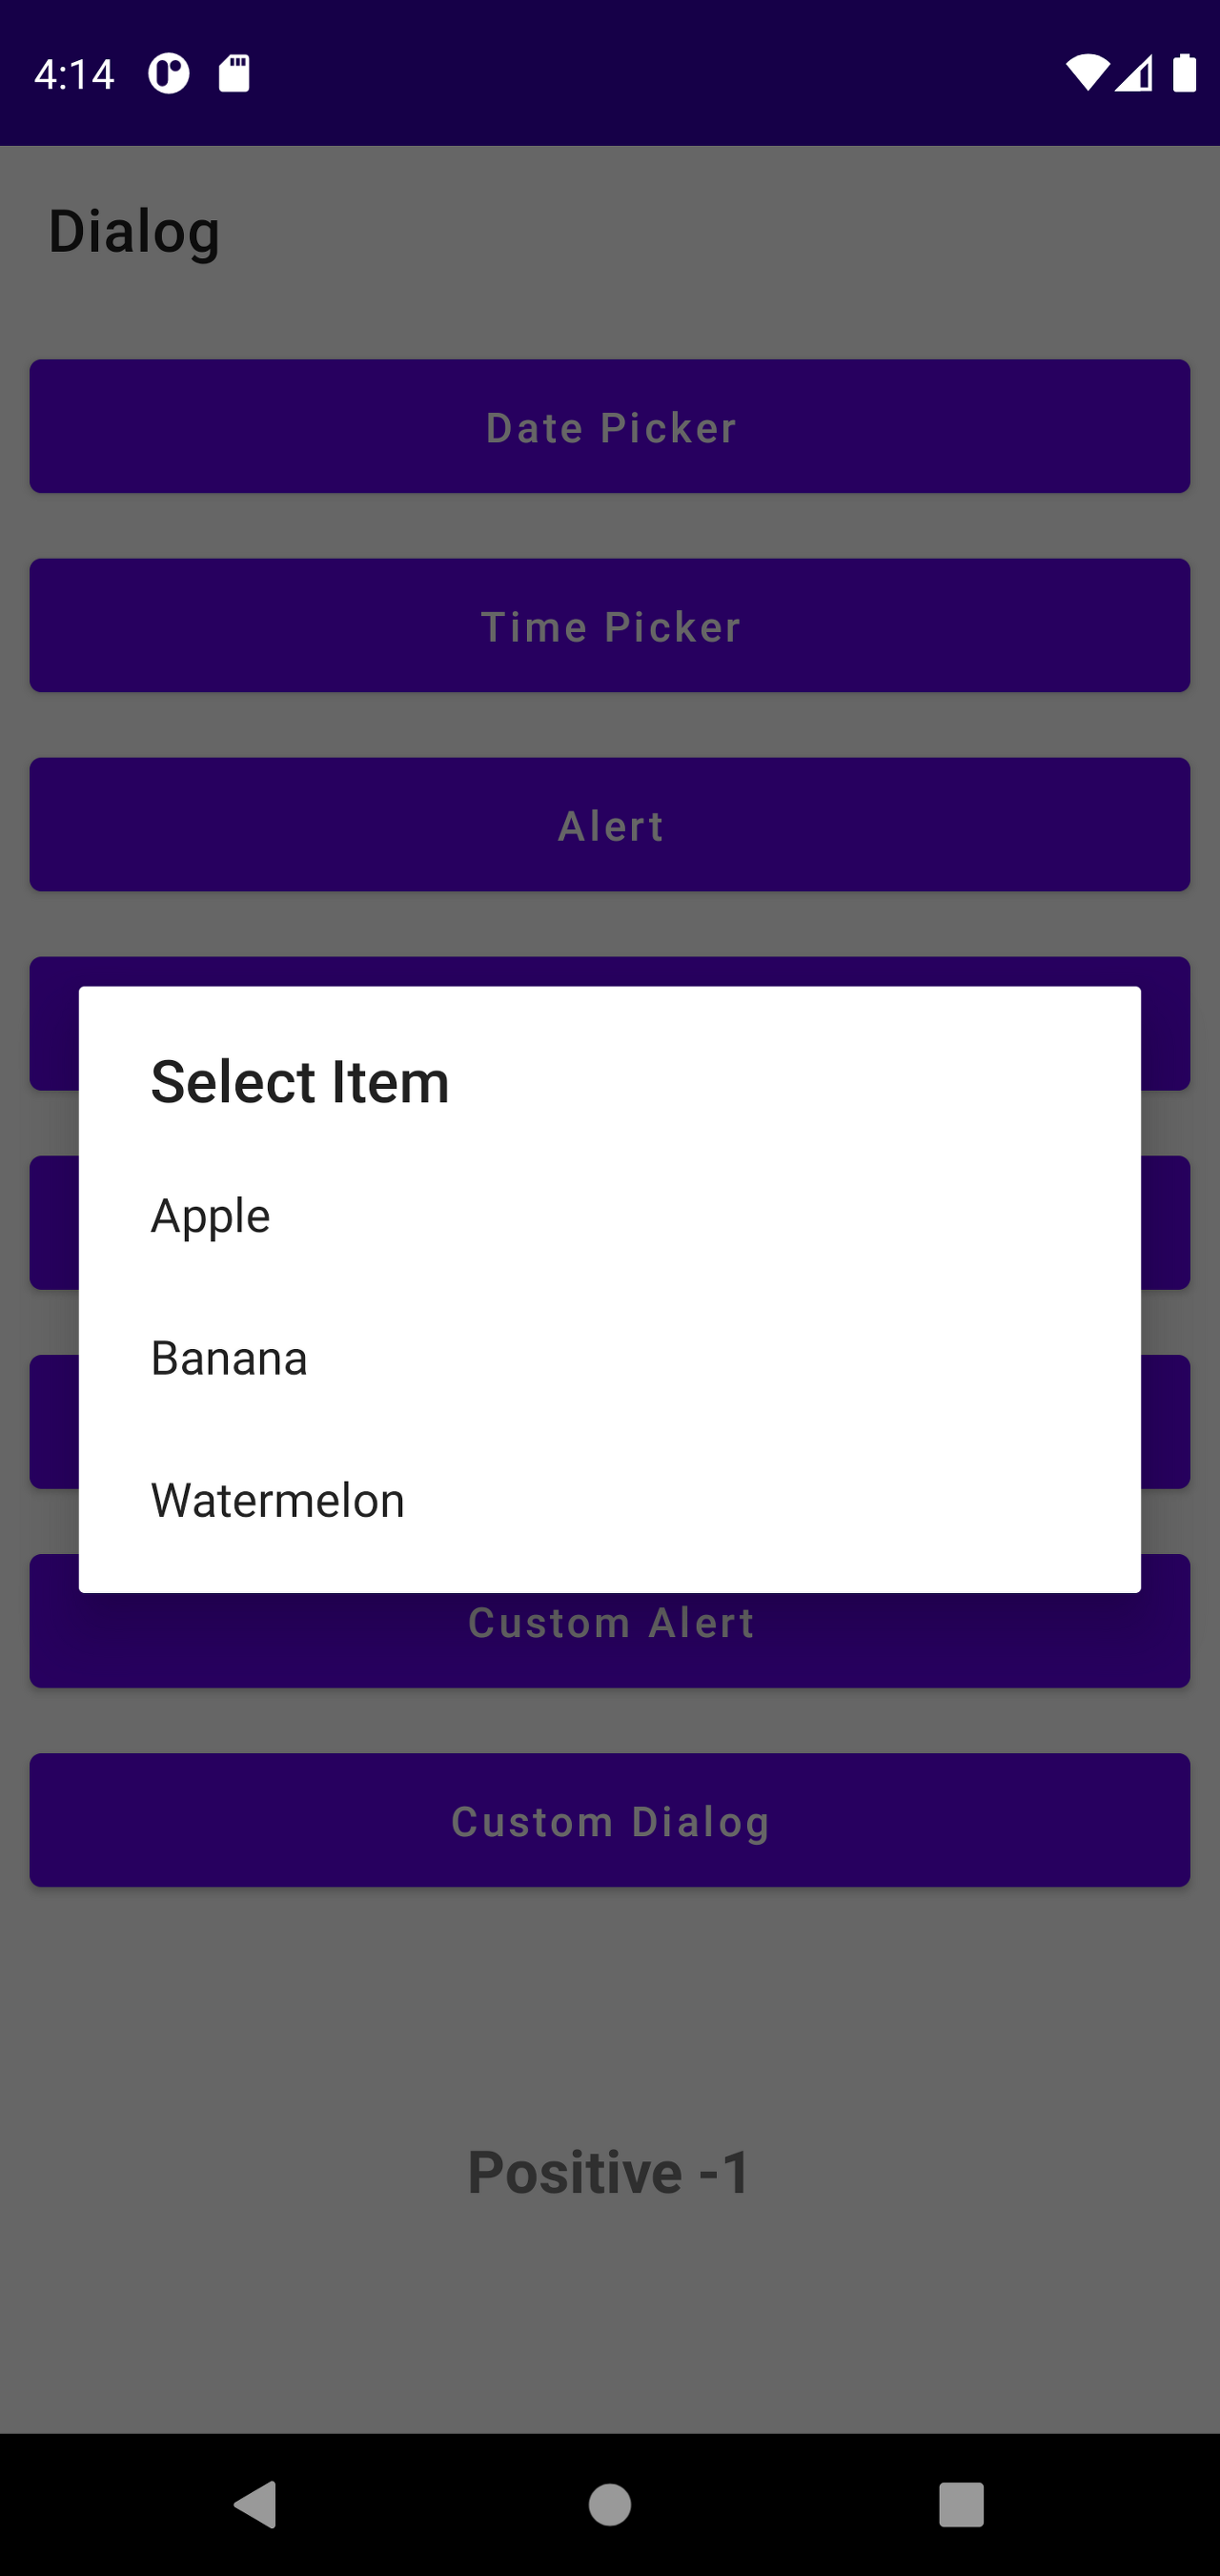 4:14
Dialog
Date Picker
Time Picker
Alert
Select Item
Apple
Banana
Watermelon
Custom Alert
Custom Dialog
Positive -1